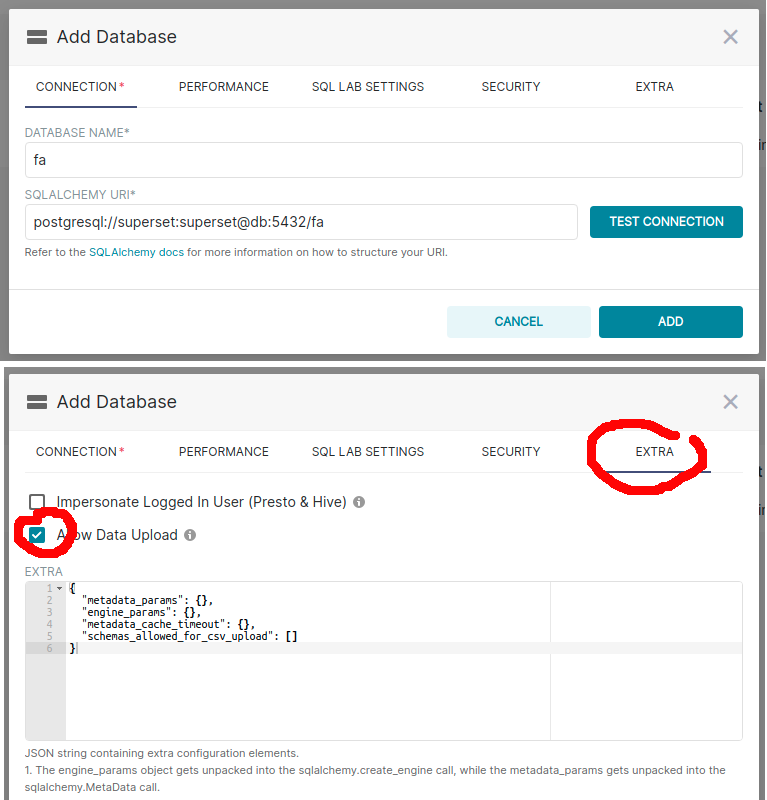 Add Database
CONNECTION * PERFORMANCE SQL LAB SETTINGS SECURITY EXTRA
DATABASE NAME*
fa
SQLALCHEMY URI*
postgresql://superset:superset@db:5432/fa
TEST CONNECTION
Refer to the SQLAlchemy docs for more information on how to structure your URI.
CANCEL ADD
Add Database
CONNECTION * PERFORMANCE SQL LAB SETTINGS SECURITY EXTRA
Impersonate Logged In User (Presto & Hive)
Allow Data Upload
EXTRA
1 {
2 "metadata_params": {},
3 "engine_params": {},
4 "metadata_cache_timeout": {},
5 "schemas_allowed_for_csv_upload": []
6 }
JSON string containing extra configuration elements.
1. The engine_params object gets unpacked into the sqlalchemy.create_engine call, while the metadata_params gets unpacked into the
sqlalchemy.MetaData call.